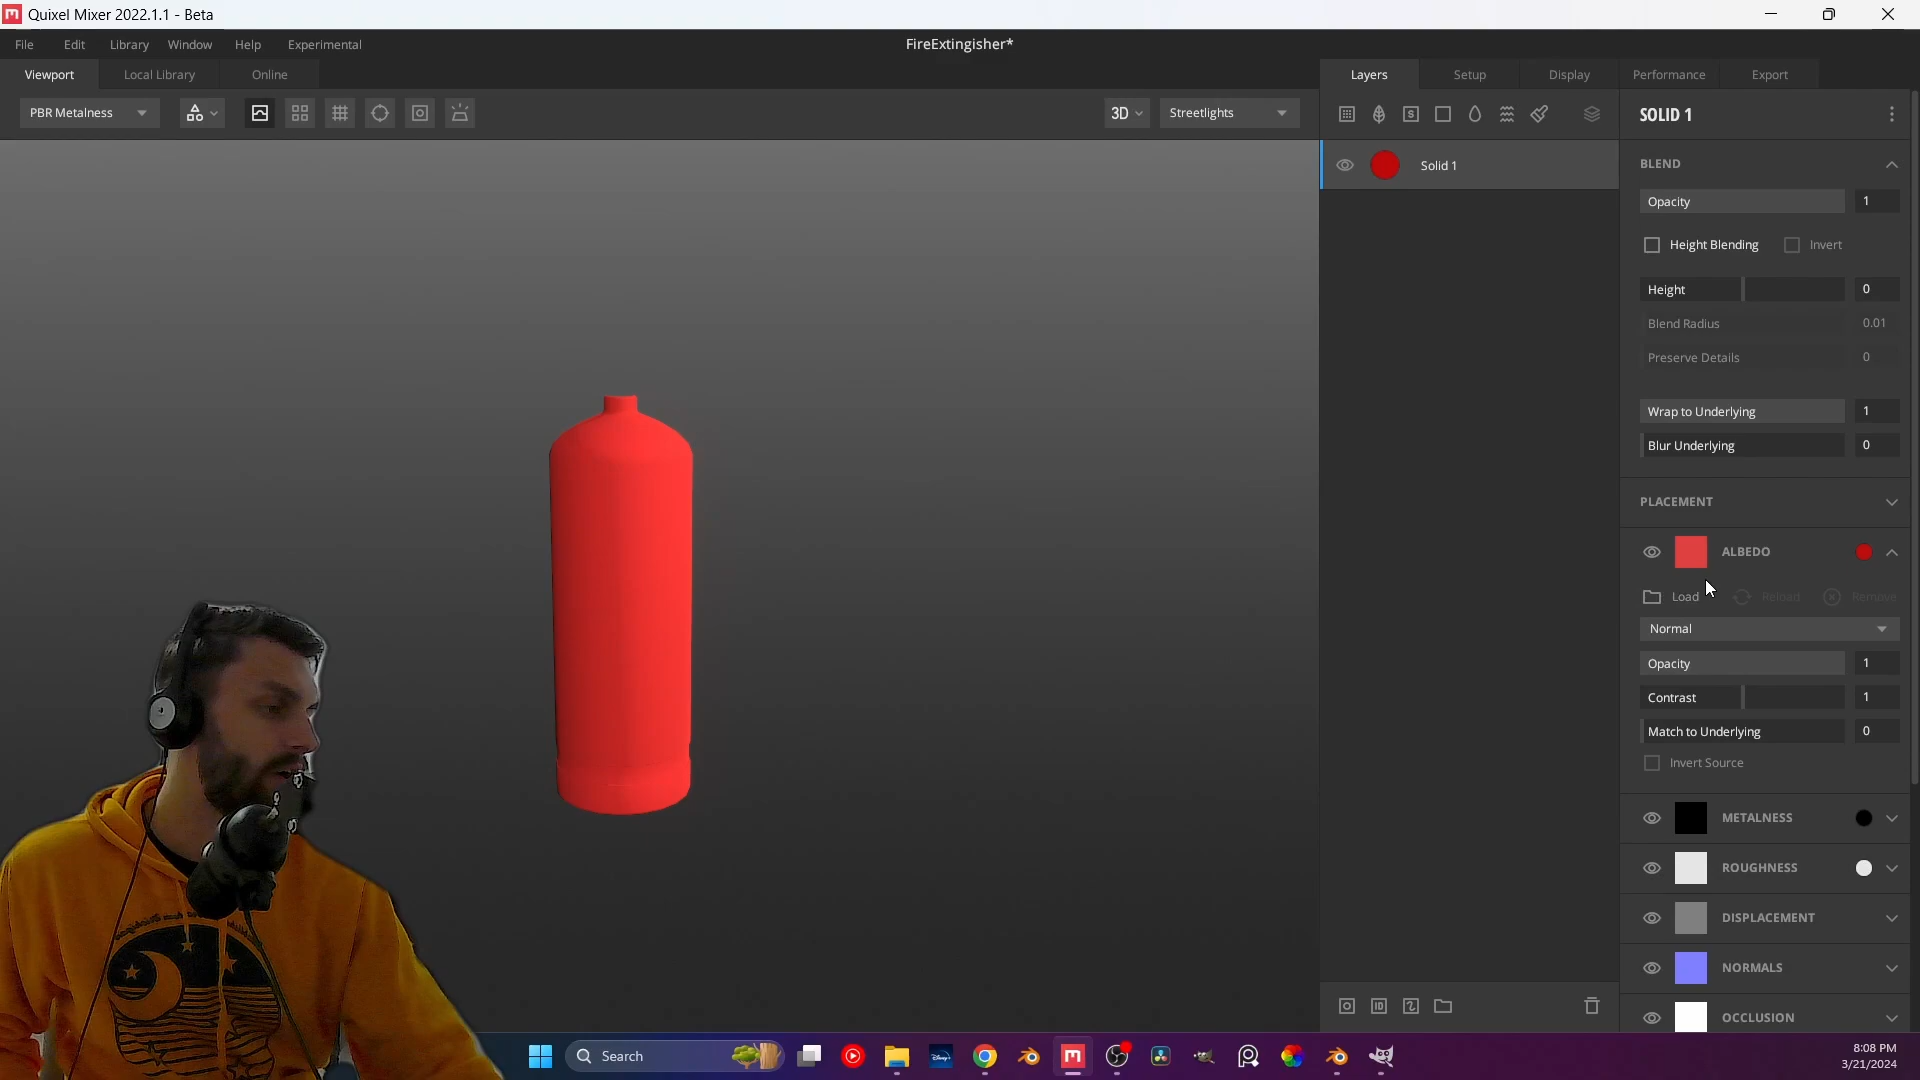 Quixel Mixer 2022.1.1 - Beta
File Edit Library Window Help Experimental
FireExtingisher*
Viewport Local Library Online
Layers Setup Display Performance Export
PBR Metalness
3D Streetlights
SOLID 1
Solid 1
BLEND
Opacity 1
Height Blending Invert
Height 0
Blend Radius 0.01
Preserve Details 0
Wrap to Underlying 1
Blur Underlying 0
PLACEMENT
ALBEDO
Load Reload Remove
Normal
Opacity 1
Contrast 1
Match to Underlying 0
Invert Source
METALNESS
ROUGHNESS
DISPLACEMENT
NORMALS
OCCLUSION
Search
8:08 PM
3/21/2024